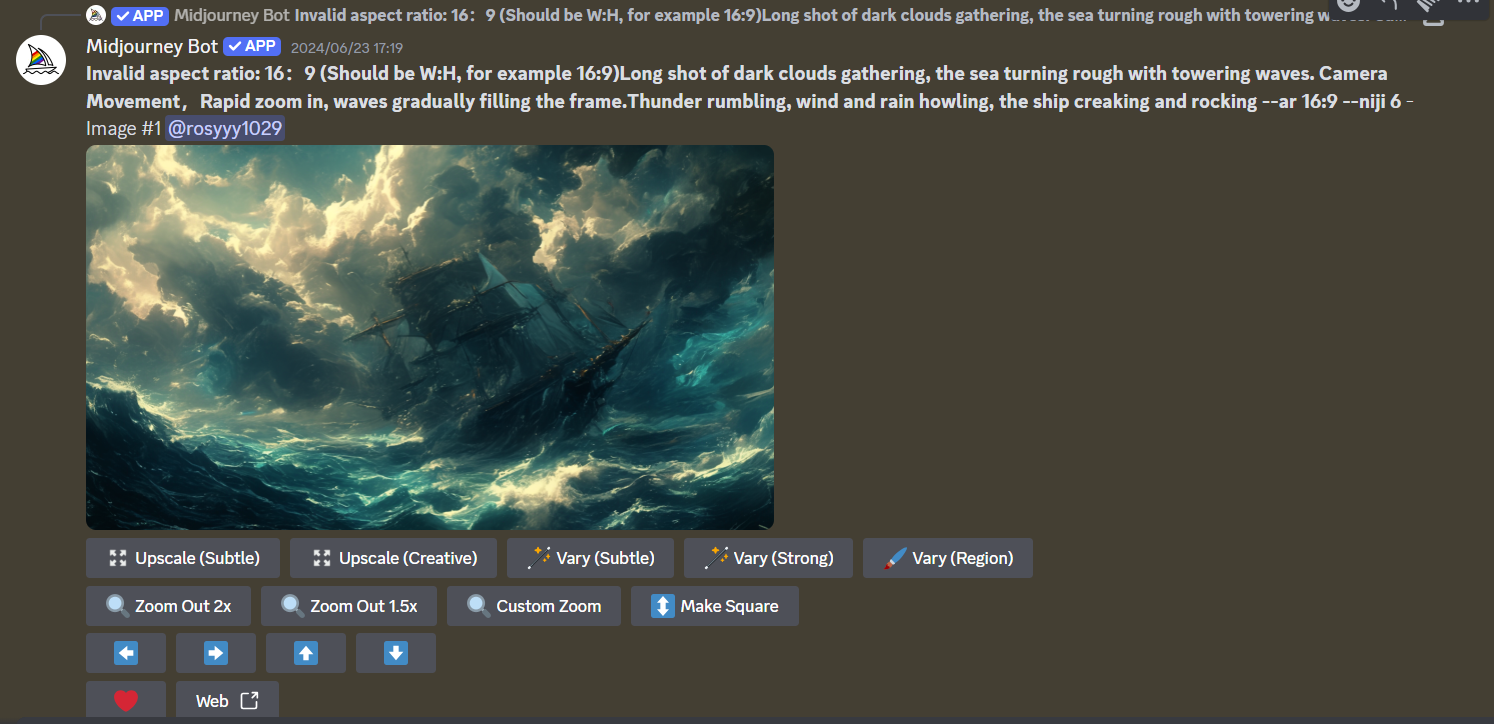 APP Midjourney Bot Invalid aspect ratio: 16：9 (Should be W:H, for example 16:9)Long shot of dark clouds gathering, the sea turning rough with towering
Midjourney Bot APP 2024/06/23 17:19
Invalid aspect ratio: 16：9 (Should be W:H, for example 16:9)Long shot of dark clouds gathering, the sea turning rough with towering waves. Camera
Movement，Rapid zoom in, waves gradually filling the frame.Thunder rumbling, wind and rain howling, the ship creaking and rocking --ar 16:9 --niji 6 -
Image #1 @rosyyy1029
Upscale (Subtle) Upscale (Creative) Vary (Subtle) Vary (Strong) Vary (Region)
Zoom Out 2x Zoom Out 1.5x Custom Zoom Make Square
Web